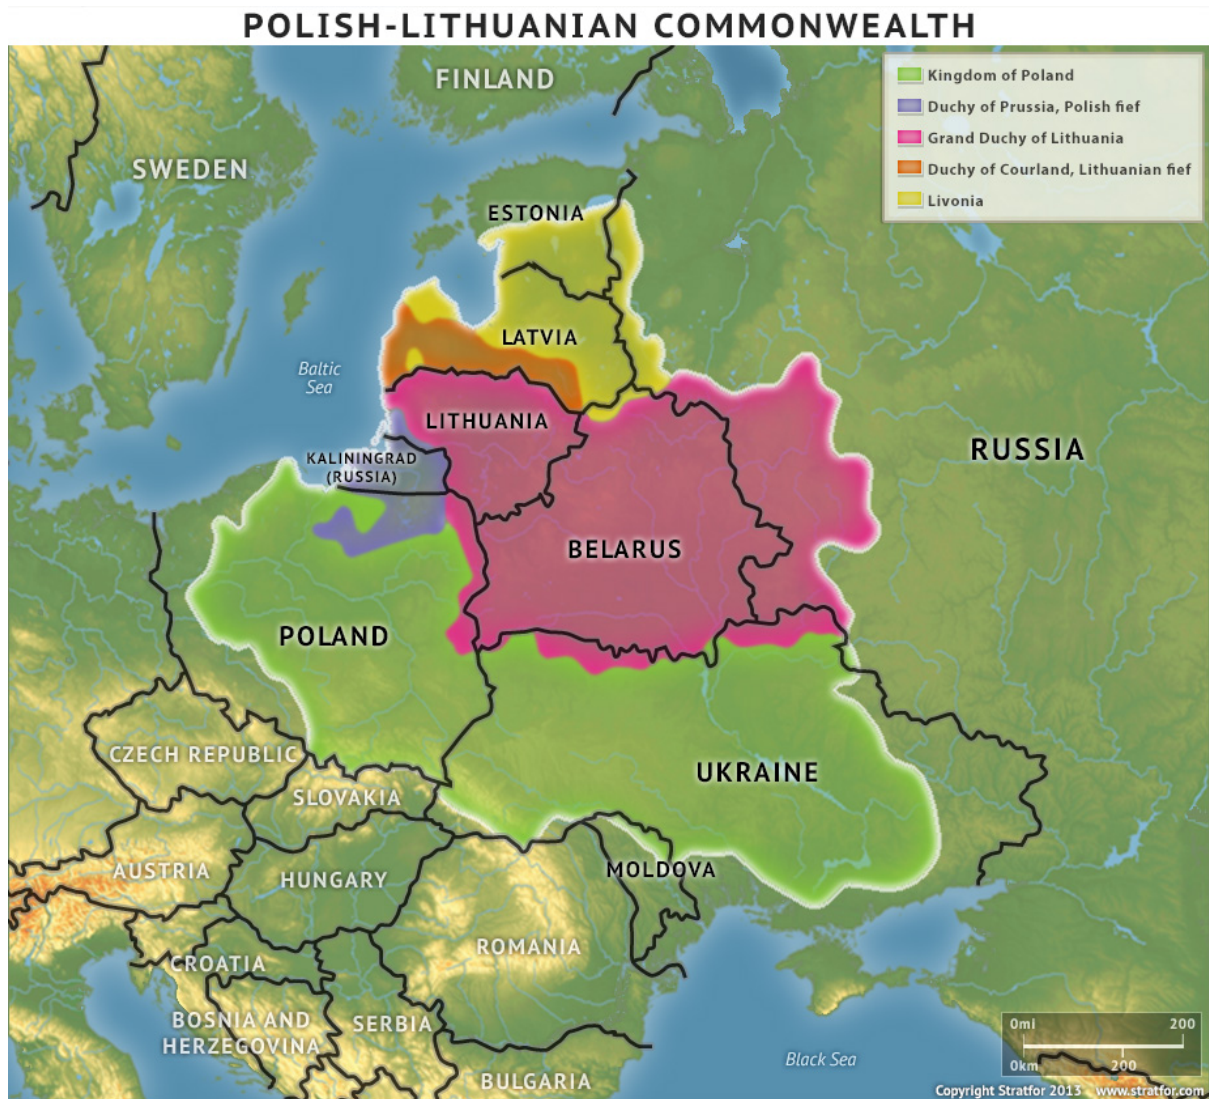 POLISH-LITHUANIAN COMMONWEALTH
FINLAND
Kingdom of Poland
Duchy of Prussia, Polish fief
Grand Duchy of Lithuania
Duchy of Courland, Lithuanian fief
Livonia
SWEDEN
ESTONIA
LATVIA
Baltic
Sea
LITHUANIA
RUSSIA
KALININGRAD
(RUSSIA)
BELARUS
POLAND
CZECH REPUBLIC
UKRAINE
SLOVAKIA
AUSTRIA
HUNGARY
MOLDOVA
ROMANIA
CROATIA
BOSNIA AND
HERZEGOVINA
SERBIA
Black Sea
BULGARIA
0mi 200
0km 200
Copyright Stratfor 2013 www.stratfor.com